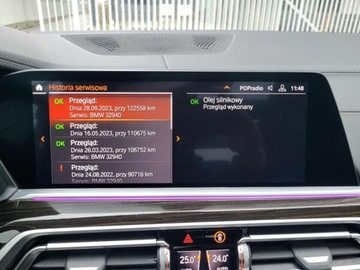 Historia serwisowa
POPradio
11:48
OK Przegląd:
Dnia 28.09.2023, przy 122558 km
Serwis: BMW 32940
OK Przegląd:
Dnia 16.05.2023, przy 110675 km
OK Przegląd:
Dnia 28.03.2023, przy 106752 km
Serwis: BMW 32940
! Przegląd:
Dnia 24.08.2022, przy 90718 km
OK Olej silnikowy
Przegląd wykonany
25.0°
24.0°